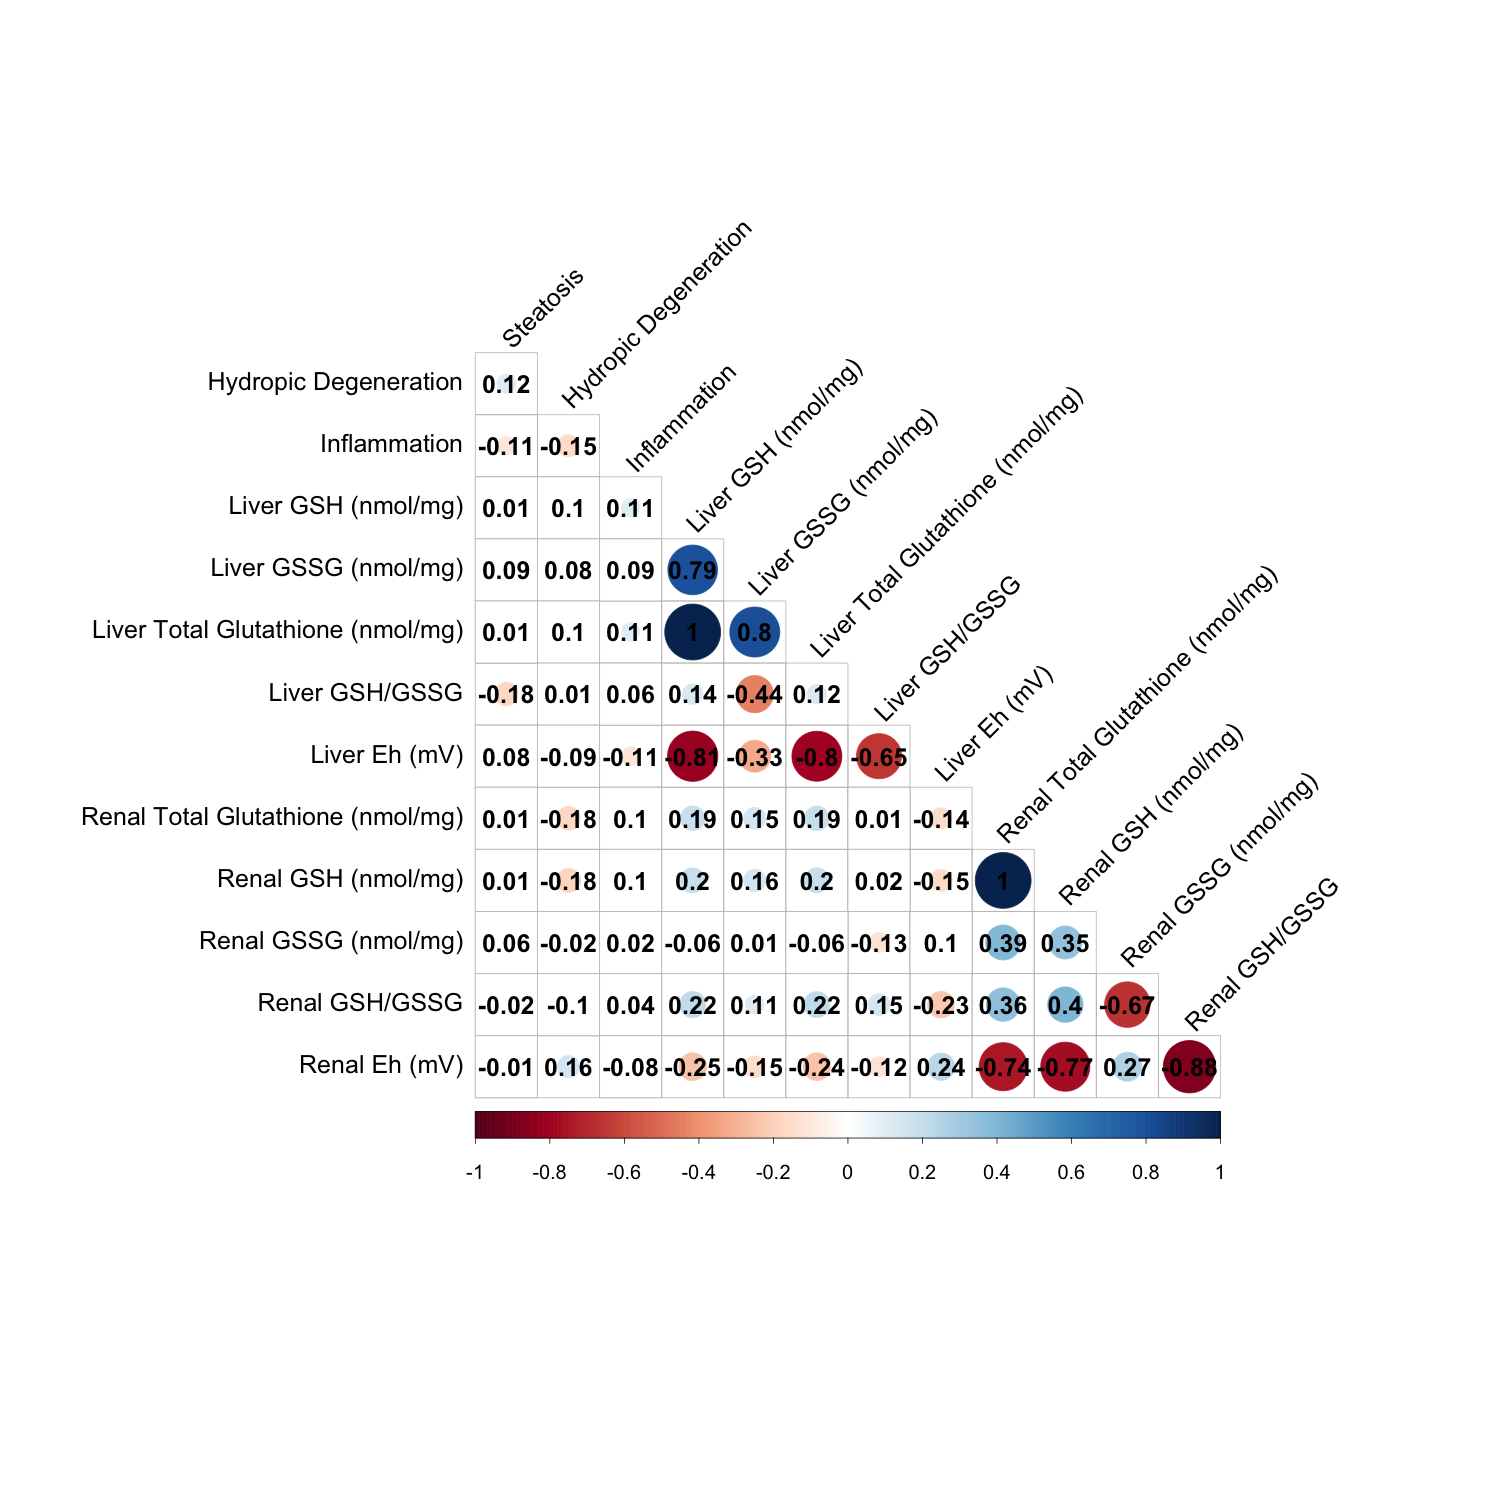 Steatosis
Hydropic Degeneration
Inflammation
Liver GSH (nmol/mg)
Liver GSSG (nmol/mg)
Liver Total Glutathione (nmol/mg)
Liver GSH/GSSG
Liver Eh (mV)
Renal Total Glutathione (nmol/mg)
Renal GSH (nmol/mg)
Renal GSSG (nmol/mg)
Renal GSH/GSSG
Hydropic Degeneration 0.12
Inflammation -0.11 -0.15
Liver GSH (nmol/mg) 0.01 0.1 0.11
Liver GSSG (nmol/mg) 0.09 0.08 0.09 0.79
Liver Total Glutathione (nmol/mg) 0.01 0.1 0.11 1 0.8
Liver GSH/GSSG -0.18 0.01 0.06 0.14 -0.44 0.12
Liver Eh (mV) 0.08 -0.09 -0.11 -0.81 -0.33 -0.8 -0.65
Renal Total Glutathione (nmol/mg) 0.01 -0.18 0.1 0.19 0.15 0.19 0.01 -0.14
Renal GSH (nmol/mg) 0.01 -0.18 0.1 0.2 0.16 0.2 0.02 -0.15 1
Renal GSSG (nmol/mg) 0.06 -0.02 0.02 -0.06 0.01 -0.06 -0.13 0.1 0.39 0.35
Renal GSH/GSSG -0.02 -0.1 0.04 0.22 0.11 0.22 0.15 -0.23 0.36 0.4 -0.67
Renal Eh (mV) -0.01 0.16 -0.08 -0.25 -0.15 -0.24 -0.12 0.24 -0.74 -0.77 0.27 -0.88
-1 -0.8 -0.6 -0.4 -0.2 0 0.2 0.4 0.6 0.8 1